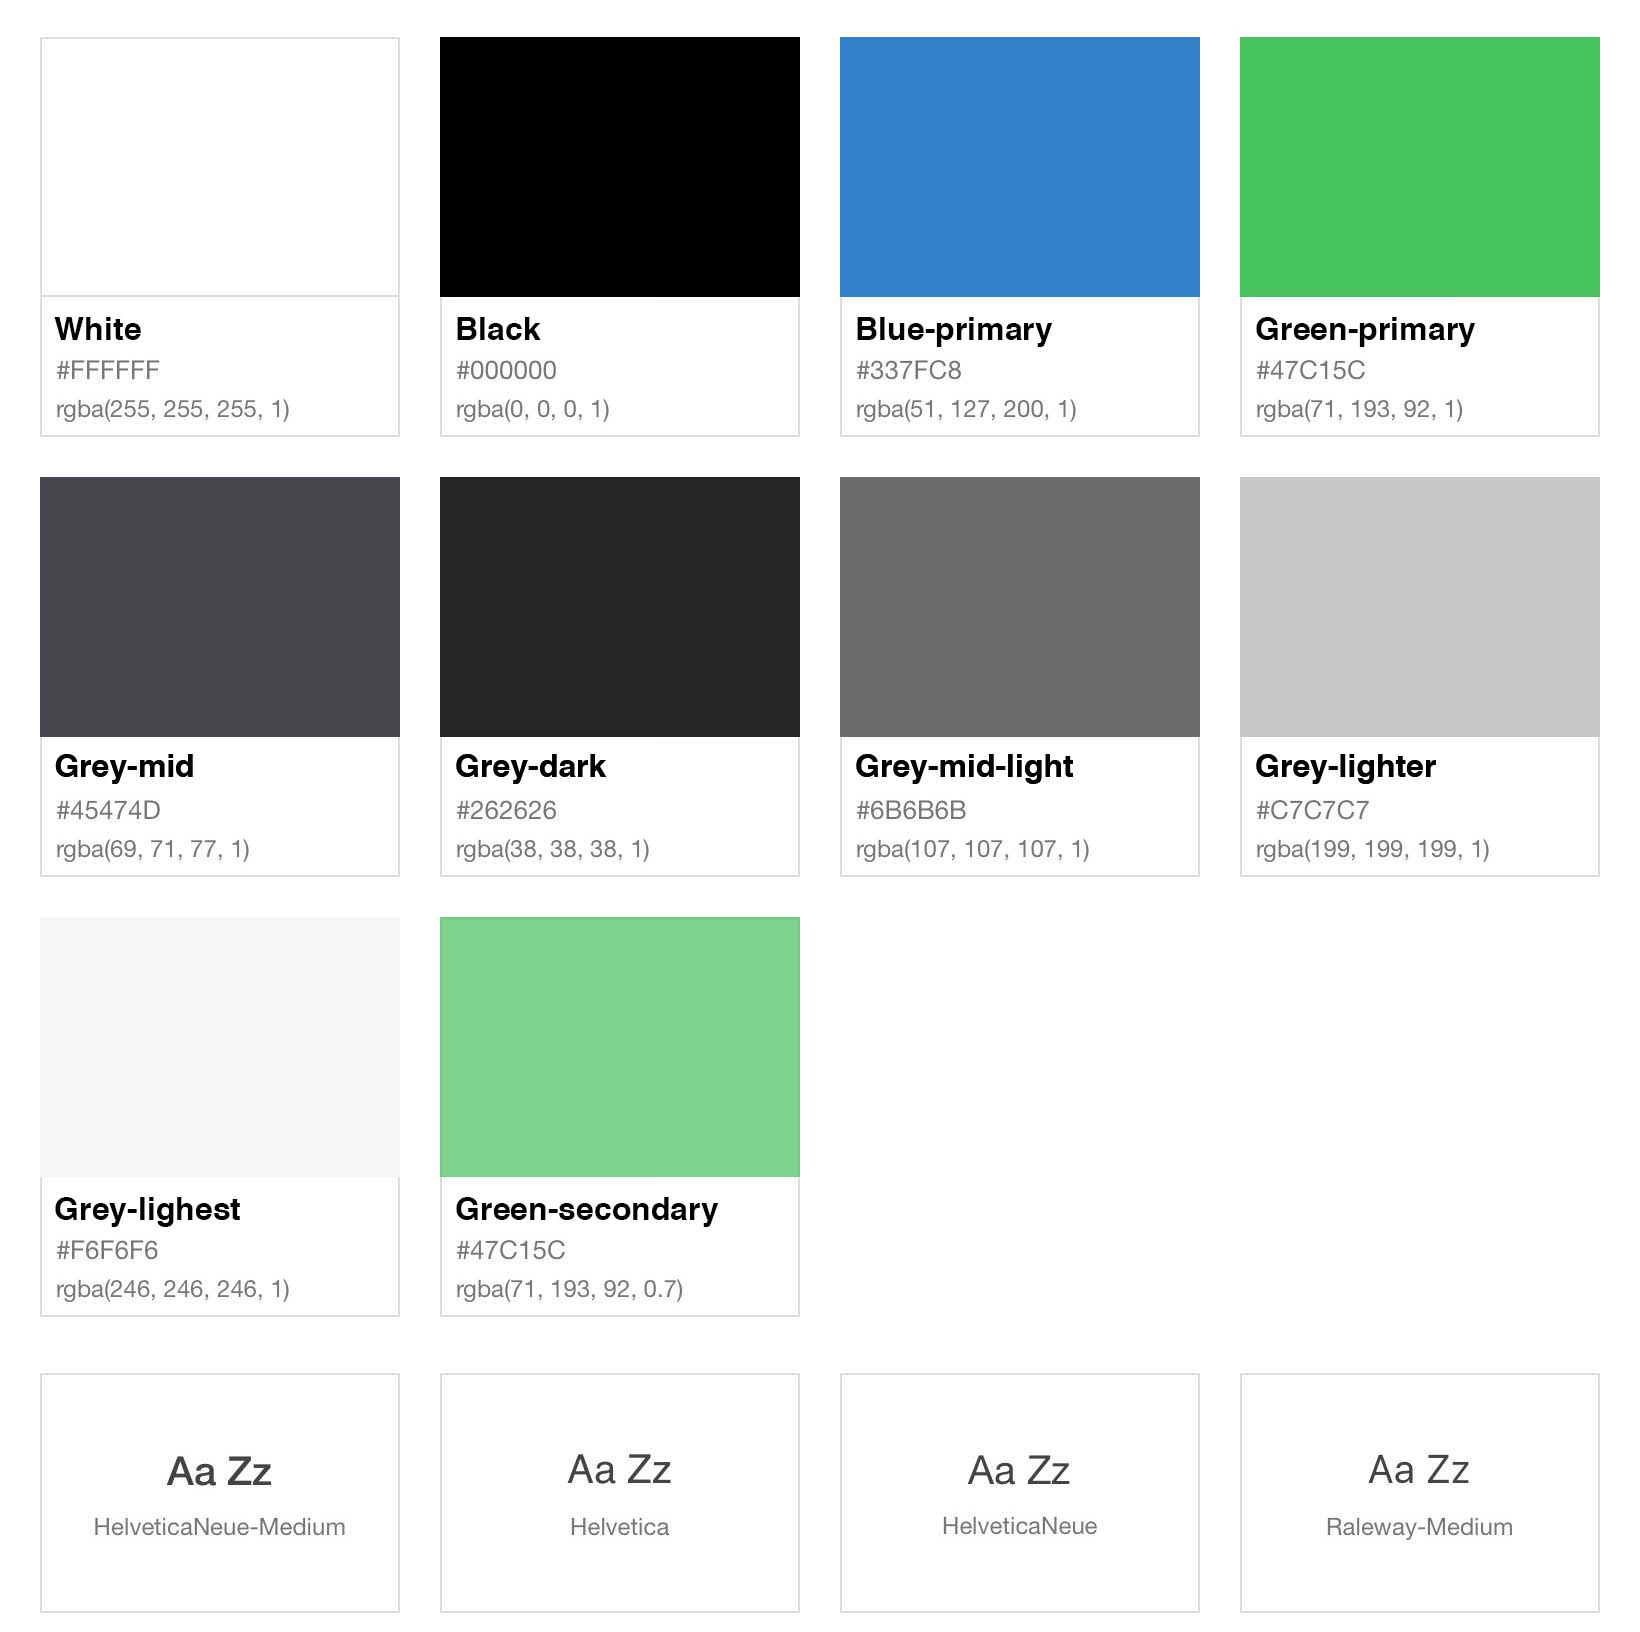 White
#FFFFFF
rgba(255, 255, 255, 1)
Black
#000000
rgba(0, 0, 0, 1)
Blue-primary
#337FC8
rgba(51, 127, 200, 1)
Green-primary
#47C15C
rgba(71, 193, 92, 1)
Grey-mid
#45474D
rgba(69, 71, 77, 1)
Grey-dark
#262626
rgba(38, 38, 38, 1)
Grey-mid-light
#6B6B6B
rgba(107, 107, 107, 1)
Grey-lighter
#C7C7C7
rgba(199, 199, 199, 1)
Grey-lighest
#F6F6F6
rgba(246, 246, 246, 1)
Green-secondary
#47C15C
rgba(71, 193, 92, 0.7)
Aa Zz
HelveticaNeue-Medium
Aa Zz
Helvetica
Aa Zz
HelveticaNeue
Aa Zz
Raleway-Medium